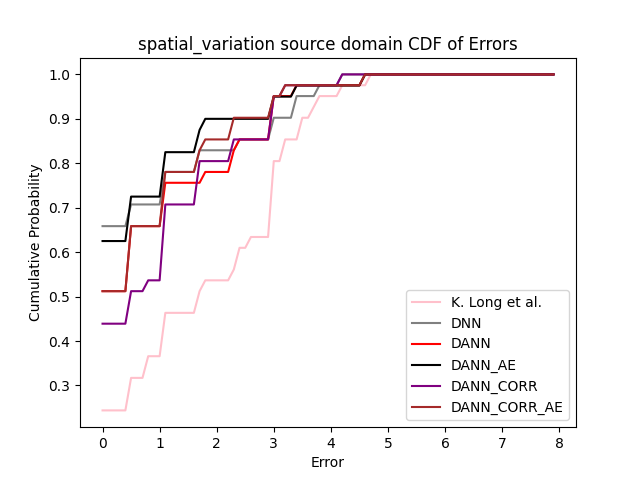 spatial_variation source domain CDF of Errors
Cumulative Probability
1.0
0.9
0.8
0.7
0.6
0.5
0.4
0.3
0 1 2 3 4 5 6 7 8
Error
K. Long et al.
DNN
DANN
DANN_AE
DANN_CORR
DANN_CORR_AE